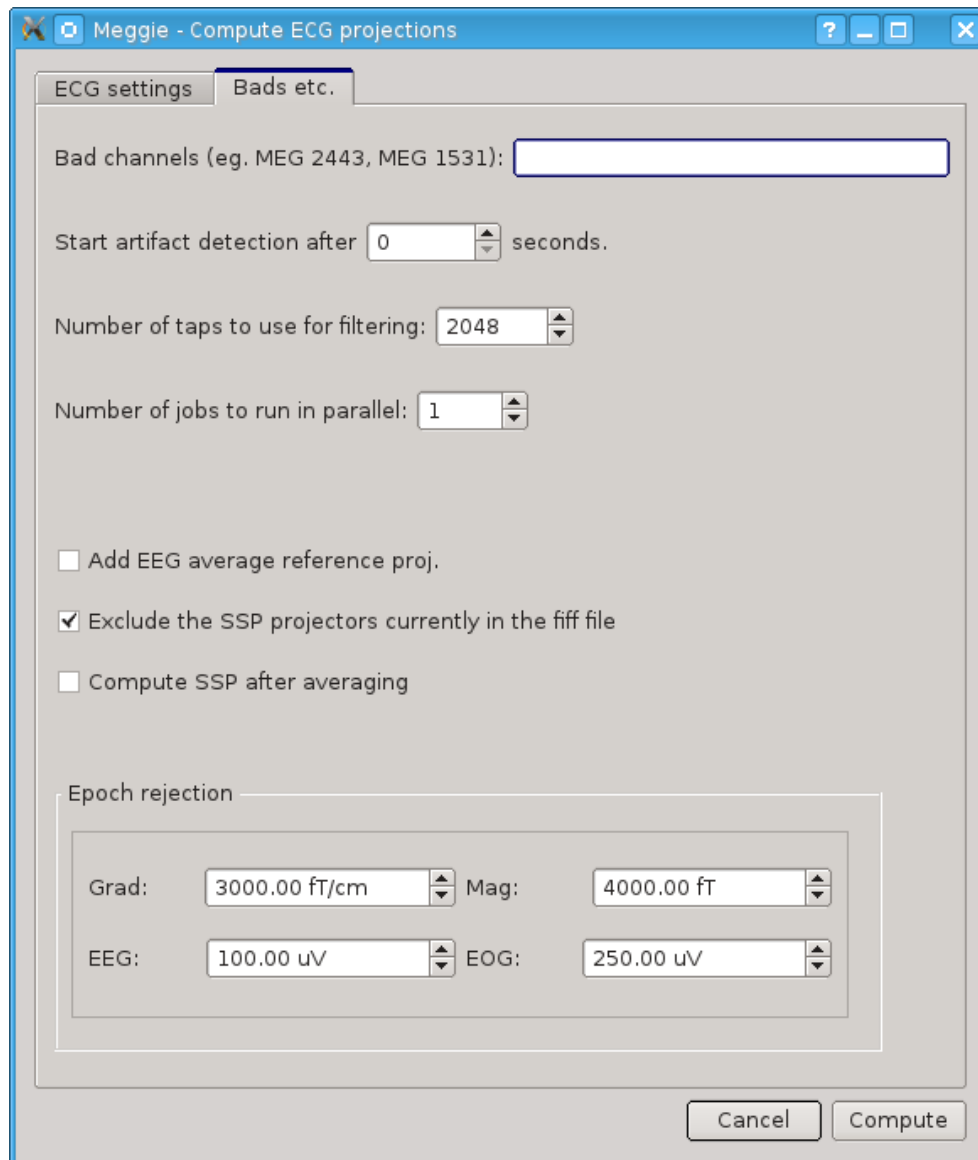 Meggie - Compute ECG projections
ECG settings Bads etc.
Bad channels (eg. MEG 2443, MEG 1531):
Start artifact detection after 0 seconds.
Number of taps to use for filtering: 2048
Number of jobs to run in parallel: 1
Add EEG average reference proj.
Exclude the SSP projectors currently in the fiff file
Compute SSP after averaging
Epoch rejection
Grad: 3000.00 fT/cm Mag: 4000.00 fT
EEG: 100.00 uV EOG: 250.00 uV
Cancel Compute